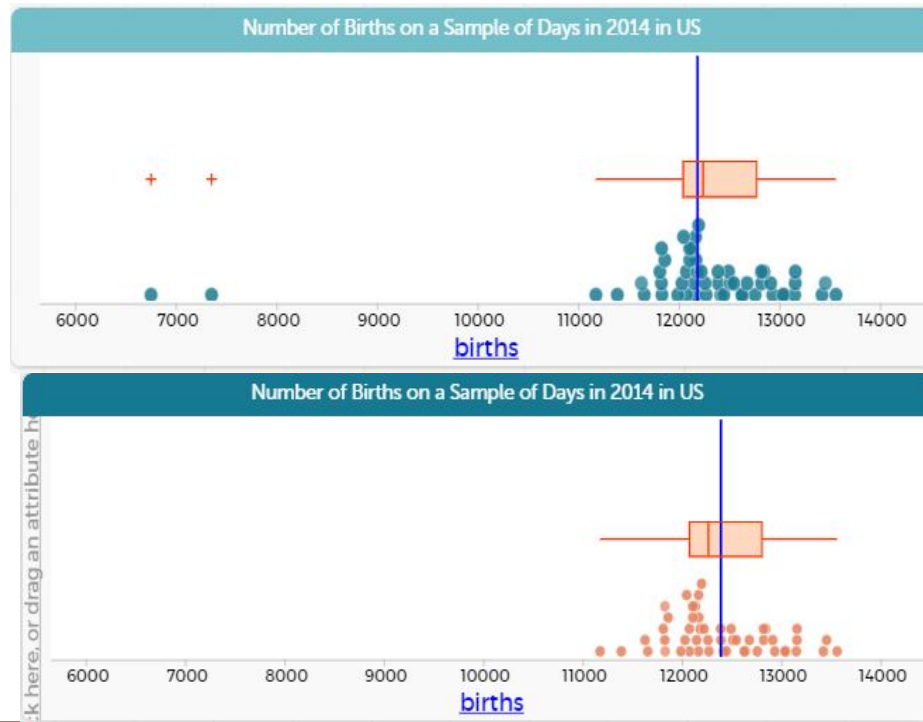 Number of Births on a Sample of Days in 2014 in US
6000 7000 8000 9000 10000 11000 12000 13000 14000
births
Number of Births on a Sample of Days in 2014 in US
k here, or drag an attribute h
6000 7000 8000 9000 10000 11000 12000 13000 14000
births